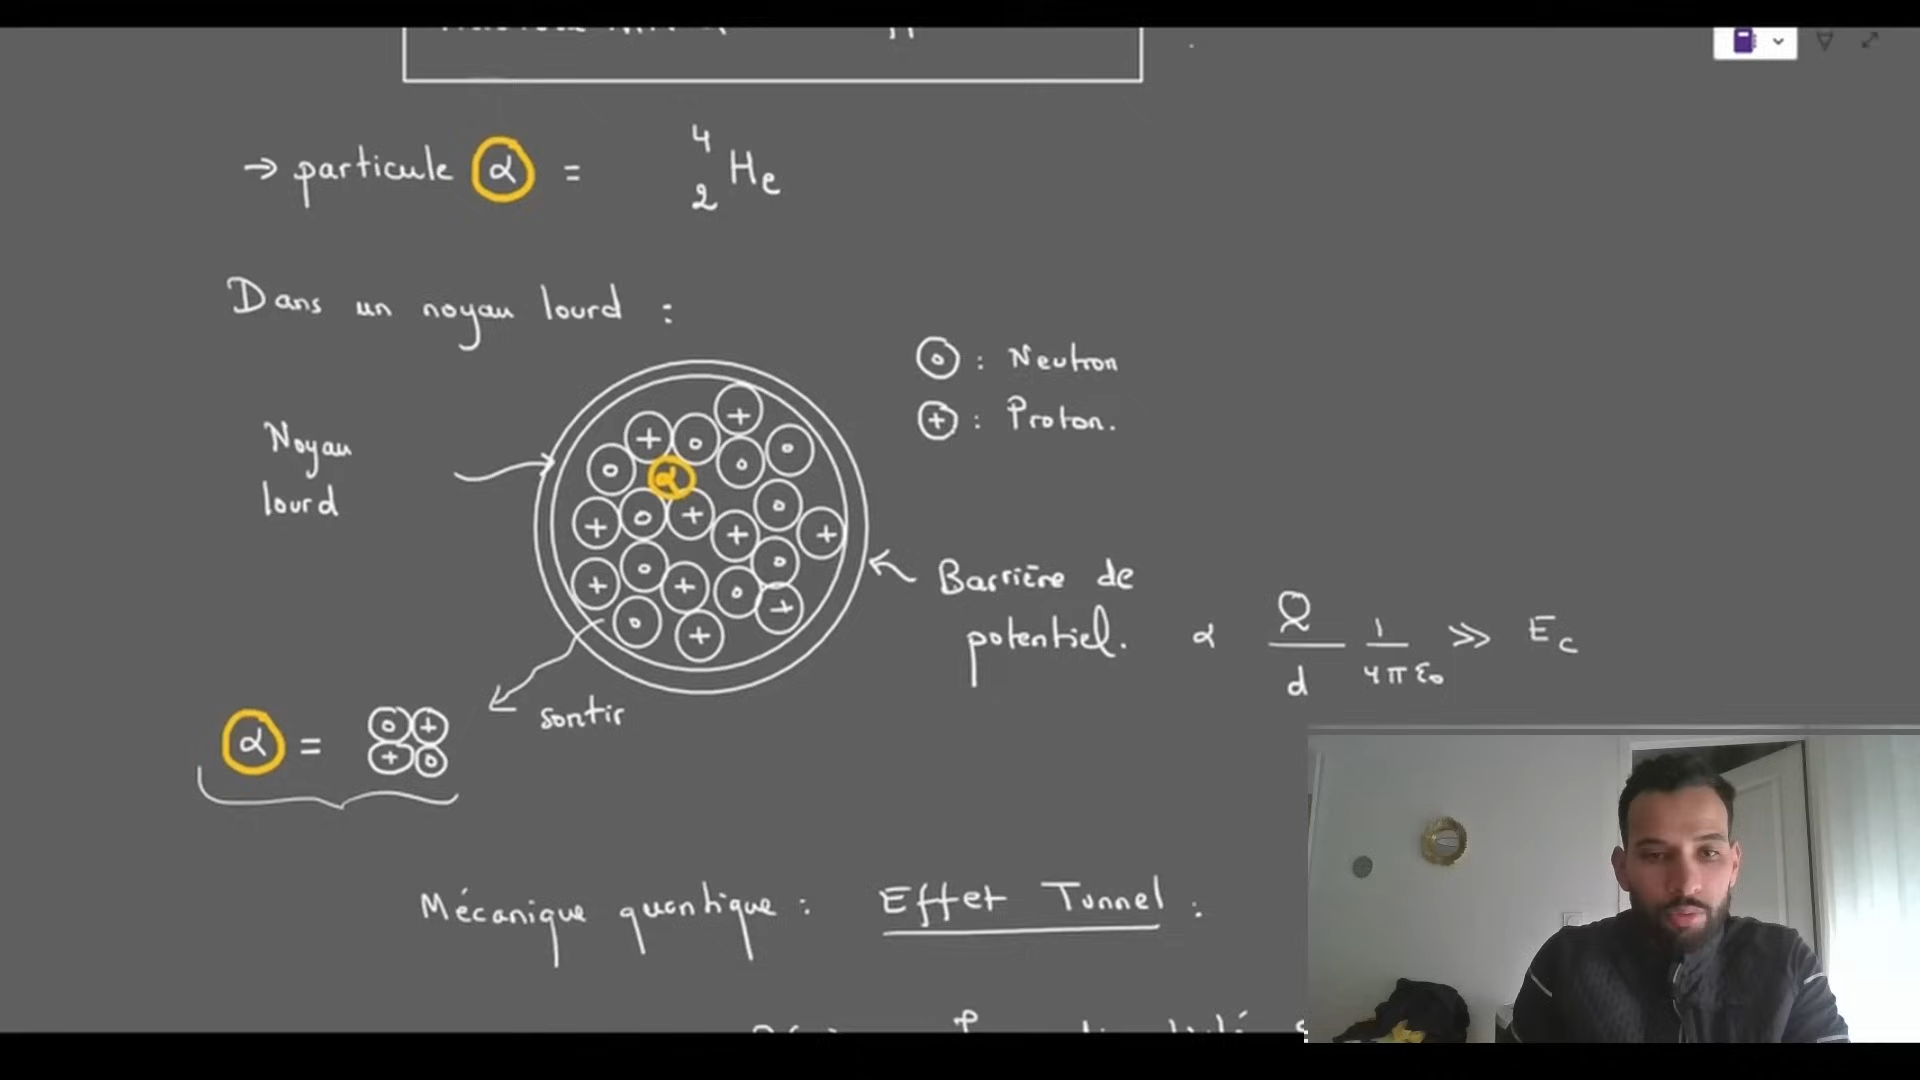 → particule α = ⁴₂He
Dans un noyau lourd :
o : Neutron
+ : Proton.
Noyau
lourd
α
Barrière de
potentiel. α Q/d 1/4πε₀ >> Ec
sortir
α =
Mécanique quantique : Effet Tunnel :